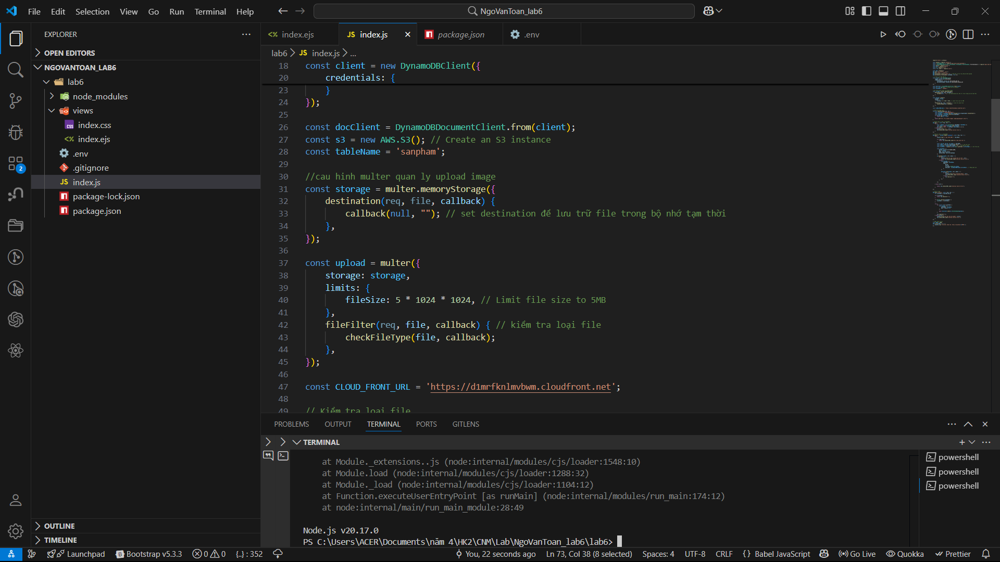 File Edit Selection View Go Run Terminal Help
NgoVanToan_lab6
EXPLORER
OPEN EDITORS
NGOVANTOAN_LAB6
lab6
node_modules
views
index.css
index.ejs
.env
.gitignore
JS index.js
package-lock.json
package.json
OUTLINE
TIMELINE
2
<% index.ejs
JS index.js
package.json
.env
lab6 > JS index.js > ...
18 const client = new DynamoDBClient({
20 credentials: {
23 }
24 });
25
26 const docClient = DynamoDBDocumentClient.from(client);
27 const s3 = new AWS.S3(); // Create an S3 instance
28 const tableName = 'sanpham';
29
30 //cau hinh multer quan ly upload image
31 const storage = multer.memoryStorage({
32 destination(req, file, callback) {
33 callback(null, ""); // set destination để lưu trữ file trong bộ nhớ tạm thời
34 },
35 });
36
37 const upload = multer({
38 storage: storage,
39 limits: {
40 fileSize: 5 * 1024 * 1024, // Limit file size to 5MB
41 },
42 fileFilter(req, file, callback) { // kiểm tra loại file
43 checkFileType(file, callback);
44 },
45 });
46
47 const CLOUD_FRONT_URL = 'https://d1mrfknlmvbwm.cloudfront.net';
48
49 // Kiểm tra loại file
PROBLEMS OUTPUT TERMINAL PORTS GITLENS
TERMINAL
at Module._extensions..js (node:internal/modules/cjs/loader:1548:10)
at Module.load (node:internal/modules/cjs/loader:1288:32)
at Module._load (node:internal/modules/cjs/loader:1104:12)
at Function.executeUserEntryPoint [as runMain] (node:internal/modules/run_main:174:12)
at node:internal/main/run_main_module:28:49
Node.js v20.17.0
PS C:\Users\ACER\Documents\năm 4\HK2\CNM\Lab\NgoVanToan_lab6\lab6>
powershell
powershell
powershell
Launchpad Bootstrap v5.3.3 0 0 {..} : 352 You, 22 seconds ago Ln 73, Col 38 (8 selected) Spaces: 4 UTF-8 CRLF {} Babel JavaScript Go Live Quokka Prettier